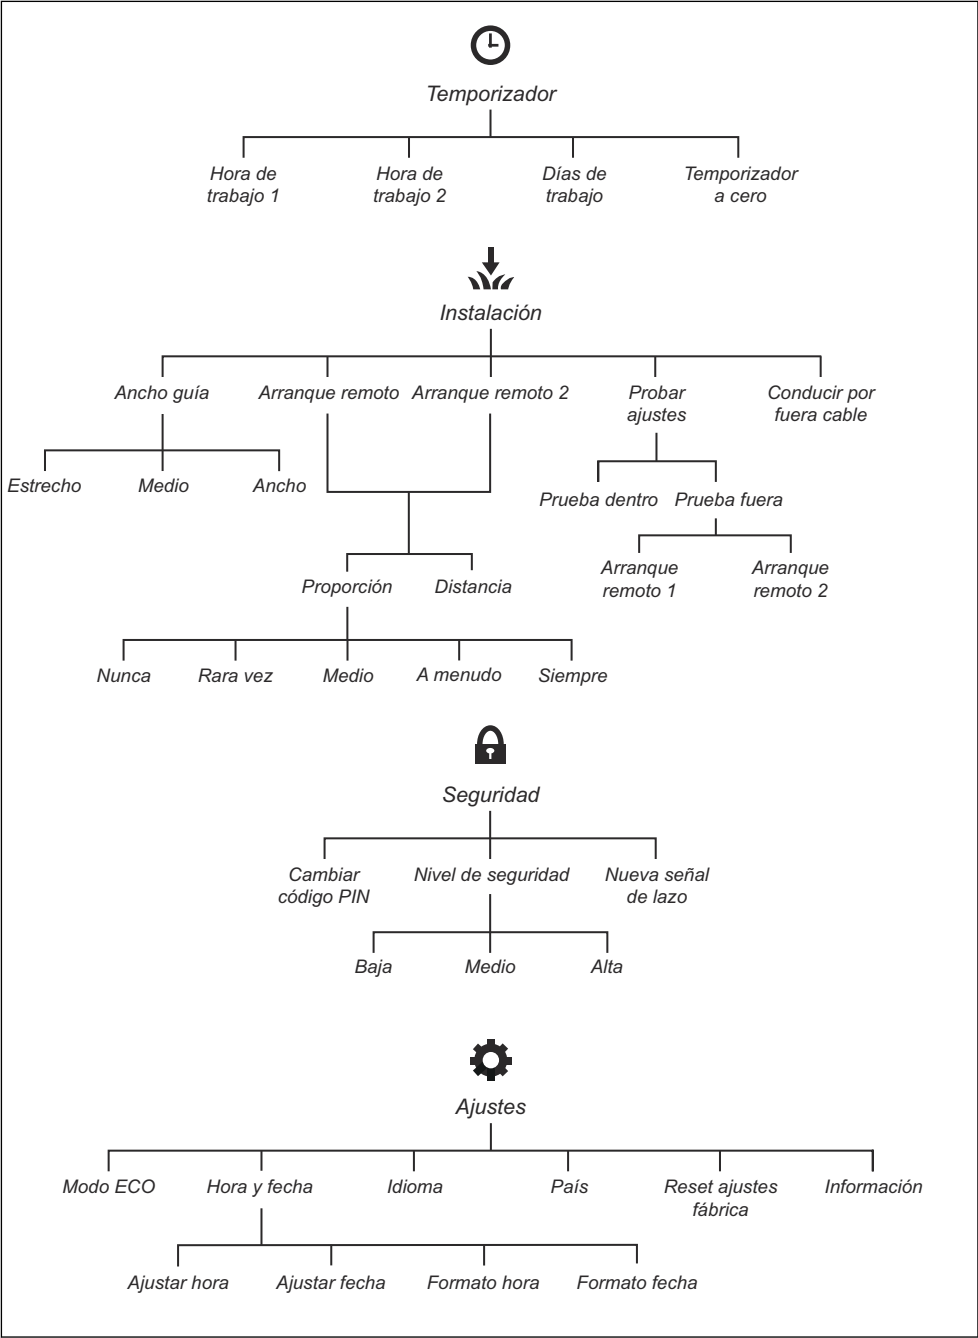 Temporizador
Hora de
trabajo 1
Hora de
trabajo 2
Días de
trabajo
Temporizador
a cero
Instalación
Ancho guía
Arranque remoto
Arranque remoto 2
Probar
ajustes
Conducir por
fuera cable
Estrecho
Medio
Ancho
Prueba dentro
Prueba fuera
Arranque
remoto 1
Arranque
remoto 2
Proporción
Distancia
Nunca
Rara vez
Medio
A menudo
Siempre
Seguridad
Cambiar
código PIN
Nivel de seguridad
Nueva señal
de lazo
Baja
Medio
Alta
Ajustes
Modo ECO
Hora y fecha
Idioma
País
Reset ajustes
fábrica
Información
Ajustar hora
Ajustar fecha
Formato hora
Formato fecha